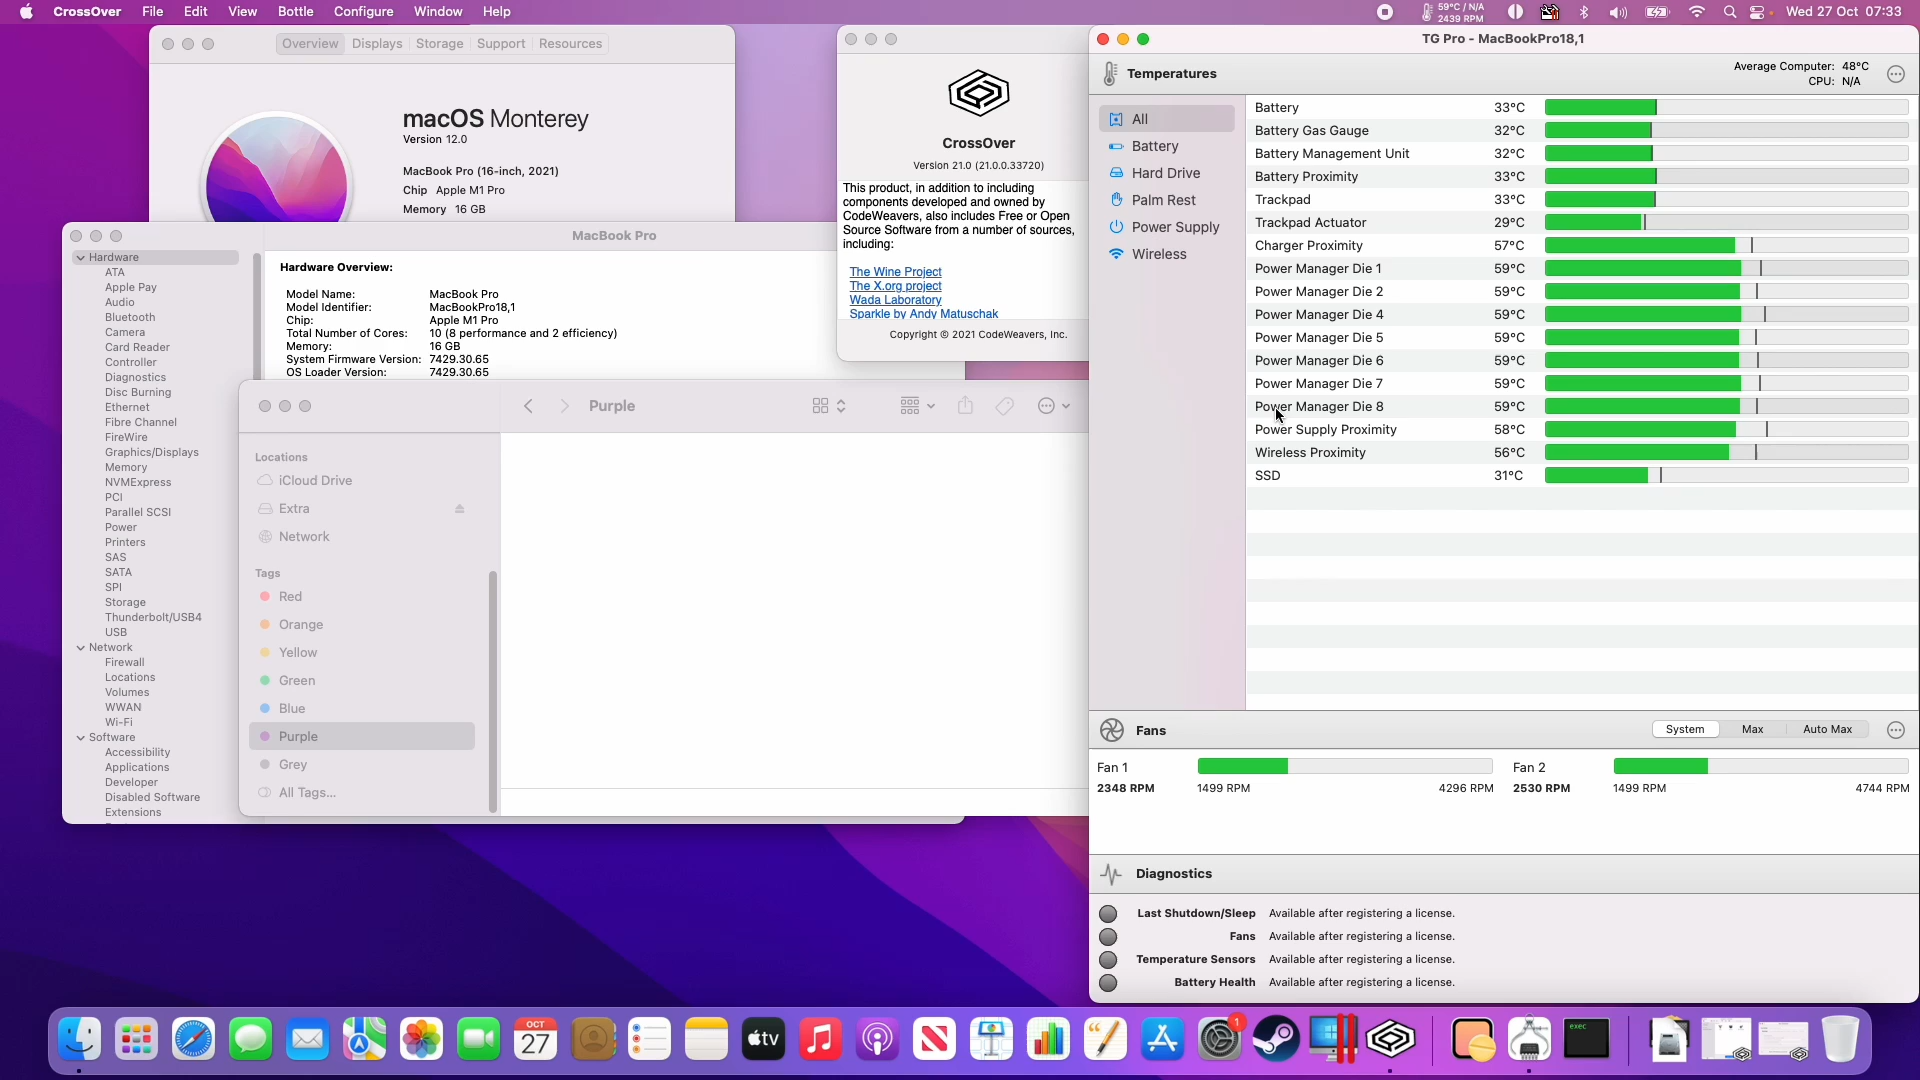 CrossOver File Edit View Bottle Configure Window Help
59°C / N/A
2439 RPM
Wed 27 Oct 07:33
Overview Displays Storage Support Resources
macOS Monterey
Version 12.0
MacBook Pro (16-inch, 2021)
Chip Apple M1 Pro
Memory 16 GB
MacBook Pro
Hardware
ATA
Apple Pay
Audio
Bluetooth
Camera
Card Reader
Controller
Diagnostics
Disc Burning
Ethernet
Fibre Channel
FireWire
Graphics/Displays
Memory
NVMExpress
PCI
Parallel SCSI
Power
Printers
SAS
SATA
SPI
Storage
Thunderbolt/USB4
USB
Network
Firewall
Locations
Volumes
WWAN
Wi-Fi
Software
Accessibility
Applications
Developer
Disabled Software
Extensions
Hardware Overview:
Model Name: MacBook Pro
Model Identifier: MacBookPro18,1
Chip: Apple M1 Pro
Total Number of Cores: 10 (8 performance and 2 efficiency)
Memory: 16 GB
System Firmware Version: 7429.30.65
OS Loader Version: 7429.30.65
CrossOver
Version 21.0 (21.0.0.33720)
This product, in addition to including
components developed and owned by
CodeWeavers, also includes Free or Open
Source Software from a number of sources,
including:
The Wine Project
The X.org project
Wada Laboratory
Sparkle by Andy Matuschak
Copyright © 2021 CodeWeavers, Inc.
Purple
Locations
iCloud Drive
Extra
Network
Tags
Red
Orange
Yellow
Green
Blue
Purple
Grey
All Tags...
TG Pro - MacBookPro18,1
Temperatures
Average Computer: 48°C
CPU: N/A
All
Battery
Hard Drive
Palm Rest
Power Supply
Wireless
Battery 33°C
Battery Gas Gauge 32°C
Battery Management Unit 32°C
Battery Proximity 33°C
Trackpad 33°C
Trackpad Actuator 29°C
Charger Proximity 57°C
Power Manager Die 1 59°C
Power Manager Die 2 59°C
Power Manager Die 4 59°C
Power Manager Die 5 59°C
Power Manager Die 6 59°C
Power Manager Die 7 59°C
Power Manager Die 8 59°C
Power Supply Proximity 58°C
Wireless Proximity 56°C
SSD 31°C
Fans
System Max Auto Max
Fan 1
2348 RPM 1499 RPM 4296 RPM
Fan 2
2530 RPM 1499 RPM 4744 RPM
Diagnostics
Last Shutdown/Sleep Available after registering a license.
Fans Available after registering a license.
Temperature Sensors Available after registering a license.
Battery Health Available after registering a license.
OCT
27
tv
1
exec